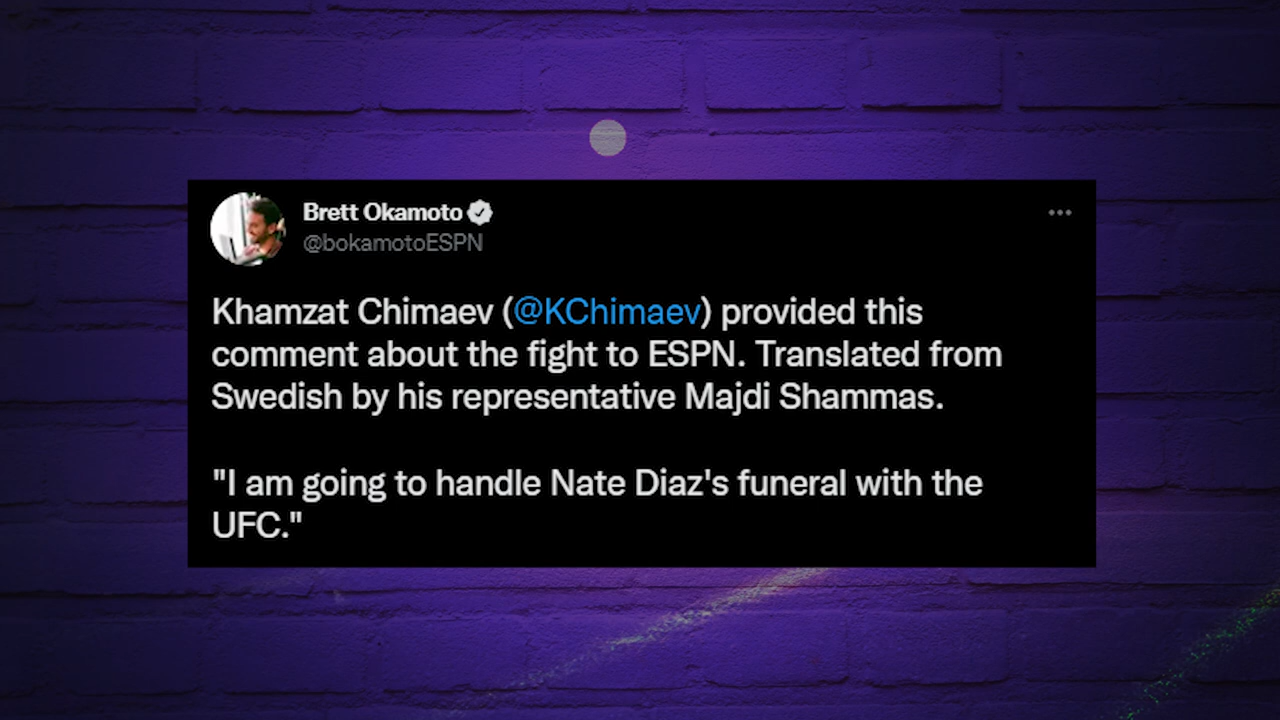 Brett Okamoto
@bokamotoESPN
Khamzat Chimaev (@KChimaev) provided this
comment about the fight to ESPN. Translated from
Swedish by his representative Majdi Shammas.
"I am going to handle Nate Diaz's funeral with the
UFC."